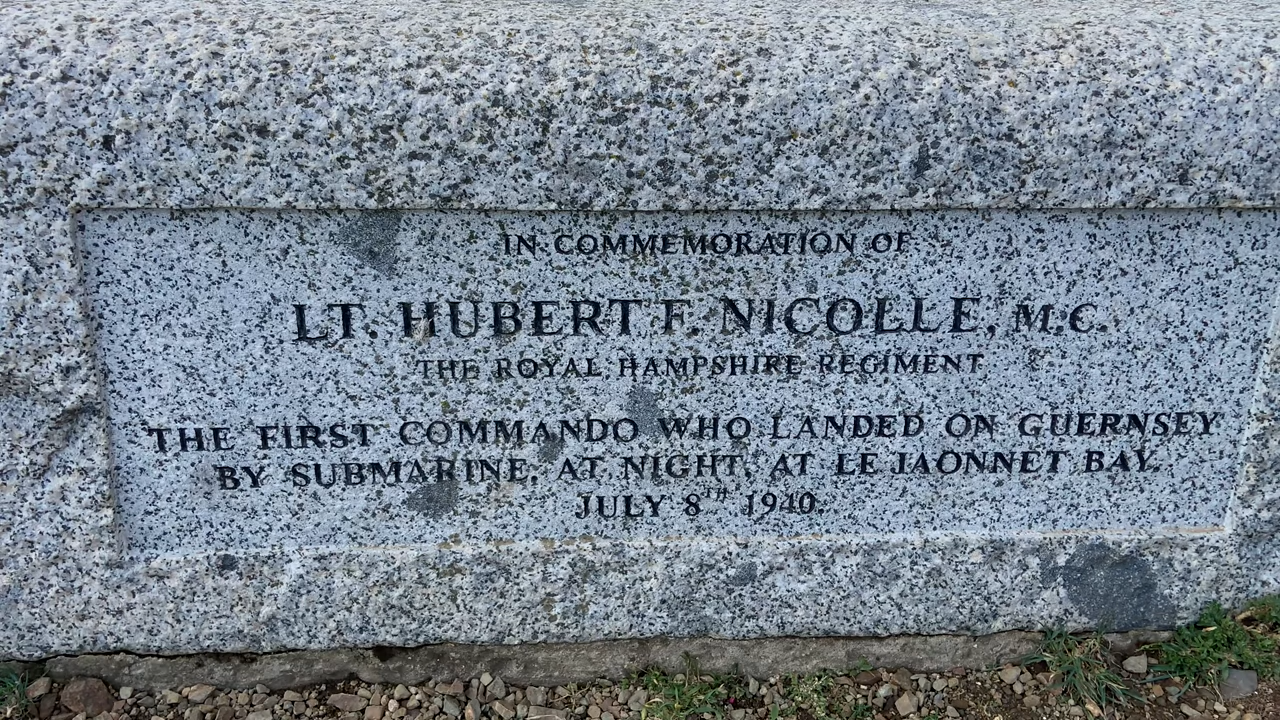 IN COMMEMORATION OF
LT. HUBERT F. NICOLLE, M.C.
THE ROYAL HAMPSHIRE REGIMENT
THE FIRST COMMANDO WHO LANDED ON GUERNSEY
BY SUBMARINE, AT NIGHT, AT LE JAONNET BAY.
JULY 8TH 1940.